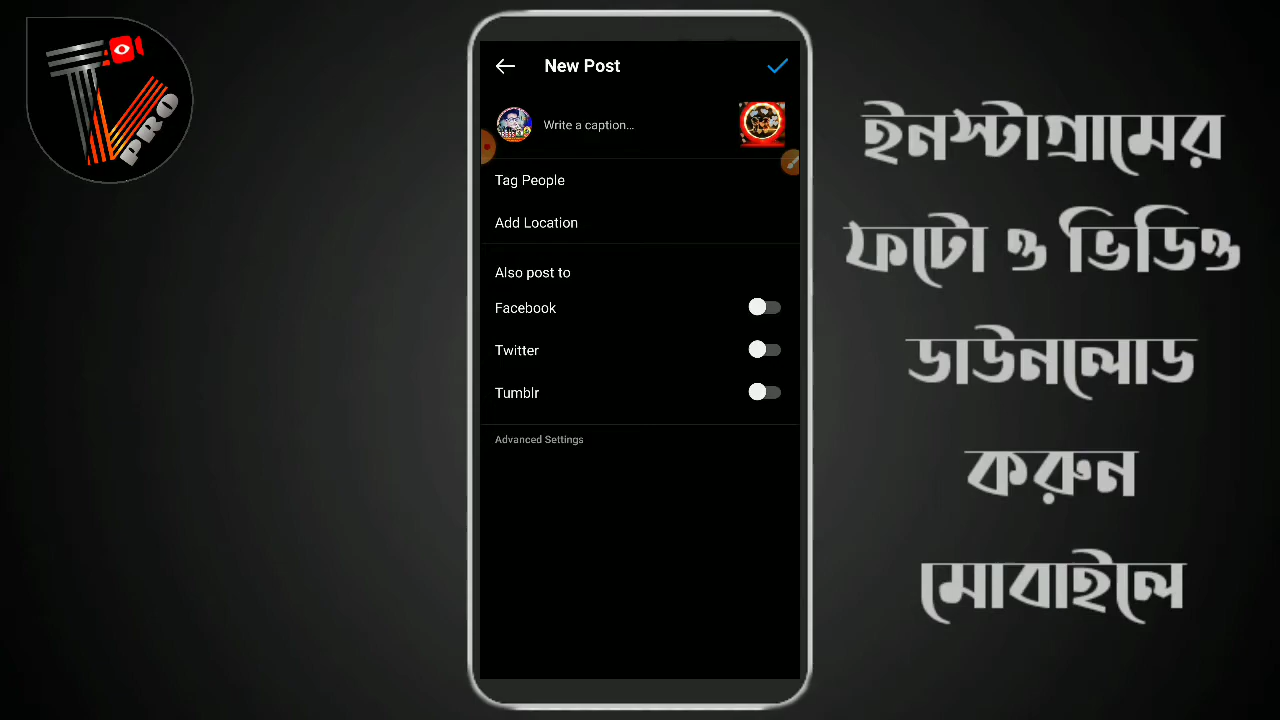 TV PRO
New Post
Write a caption...
Tag People
Add Location
Also post to
Facebook
Twitter
Tumblr
Advanced Settings
ইনস্টাগ্রামের
ফটো ও ভিডিও
ডাউনলোড
করুন
মোবাইলে